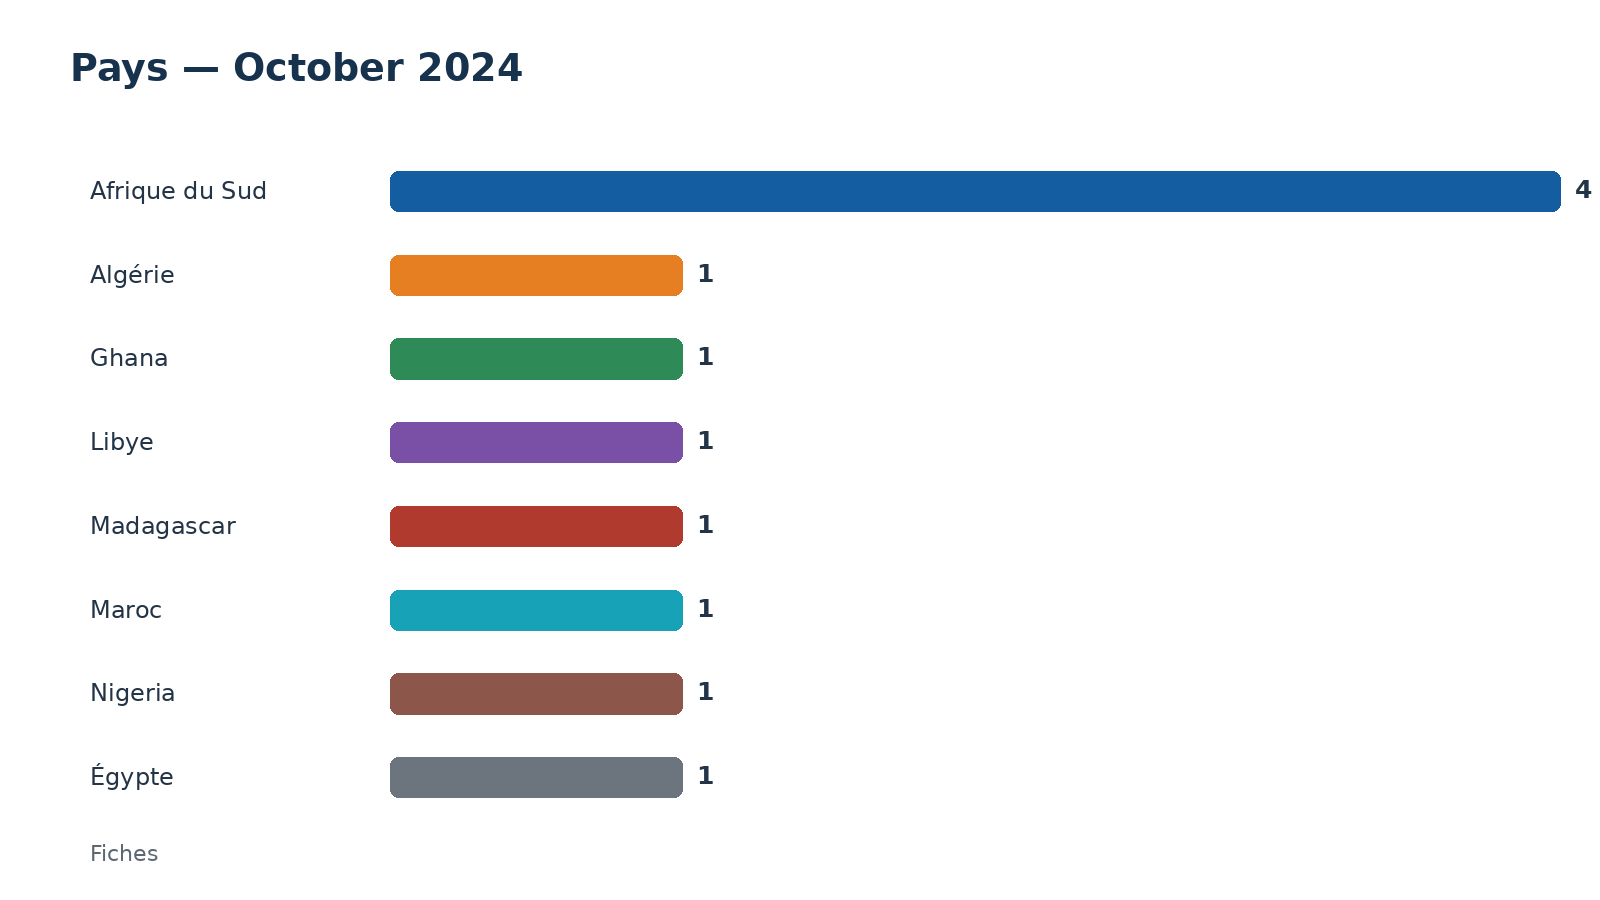 Pays — October 2024
Afrique du Sud 4
Algérie 1
Ghana 1
Libye 1
Madagascar 1
Maroc 1
Nigeria 1
Égypte 1
Fiches